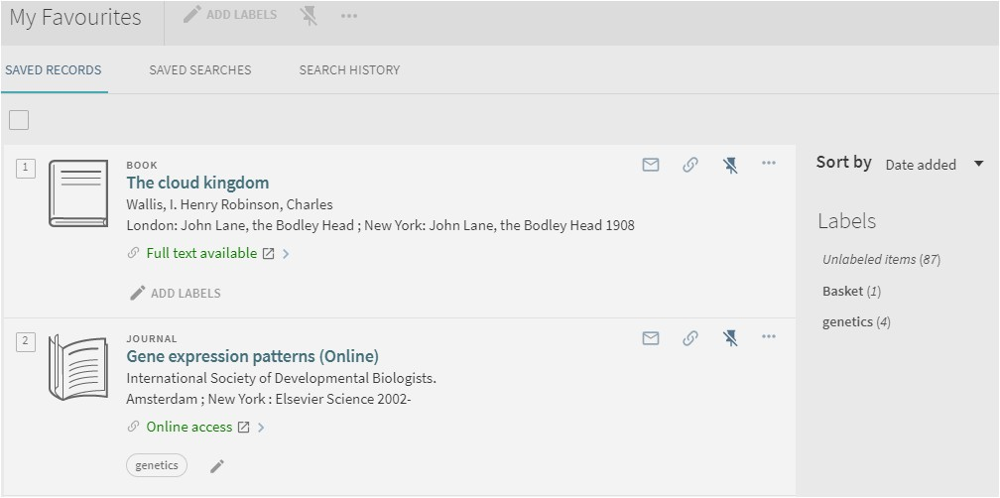 My Favourites
ADD LABELS
SAVED RECORDS SAVED SEARCHES SEARCH HISTORY
1
BOOK
The cloud kingdom
Wallis, I. Henry Robinson, Charles
London: John Lane, the Bodley Head ; New York: John Lane, the Bodley Head 1908
Full text available
ADD LABELS
2
JOURNAL
Gene expression patterns (Online)
International Society of Developmental Biologists.
Amsterdam ; New York : Elsevier Science 2002-
Online access
genetics
Sort by Date added
Labels
Unlabeled items (87)
Basket (1)
genetics (4)